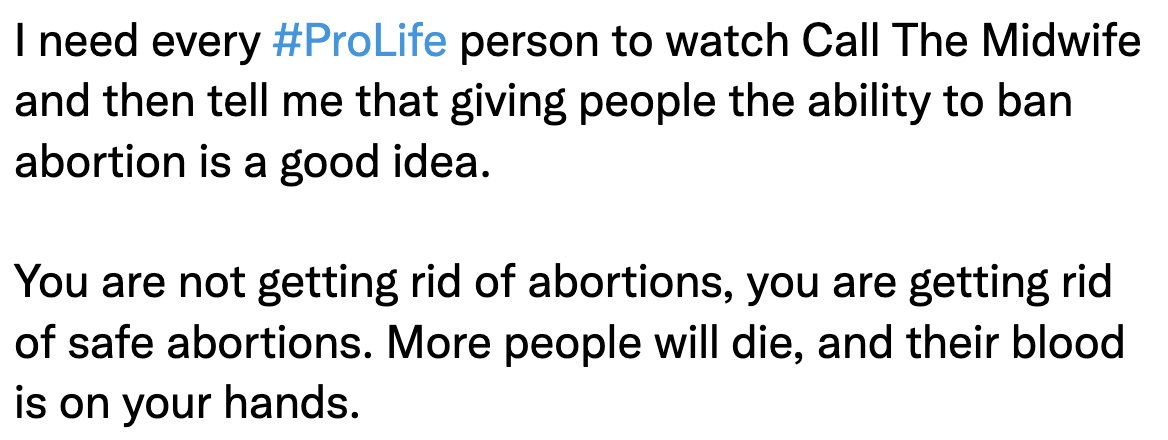 I need every #ProLife person to watch Call The Midwife
and then tell me that giving people the ability to ban
abortion is a good idea.
You are not getting rid of abortions, you are getting rid
of safe abortions. More people will die, and their blood
is on your hands.